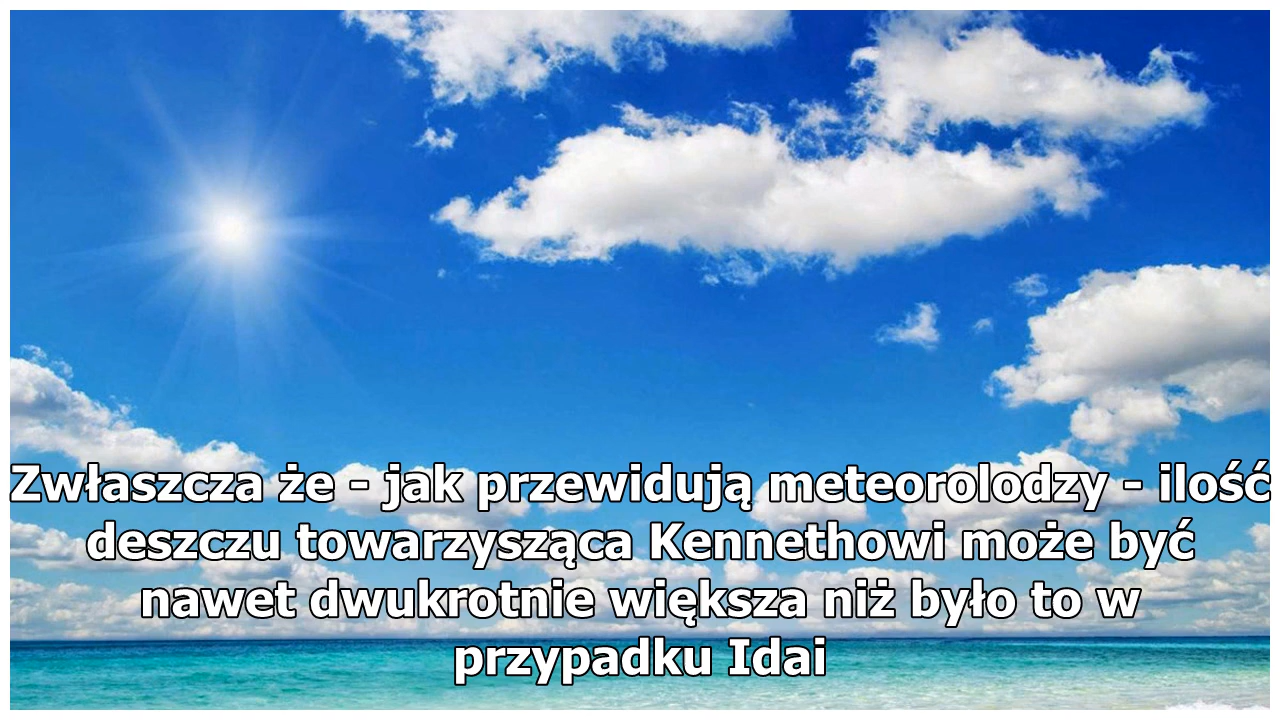 Zwłaszcza że - jak przewidują meteorolodzy - ilość
deszczu towarzysząca Kennethowi może być
nawet dwukrotnie większa niż było to w
przypadku Idai